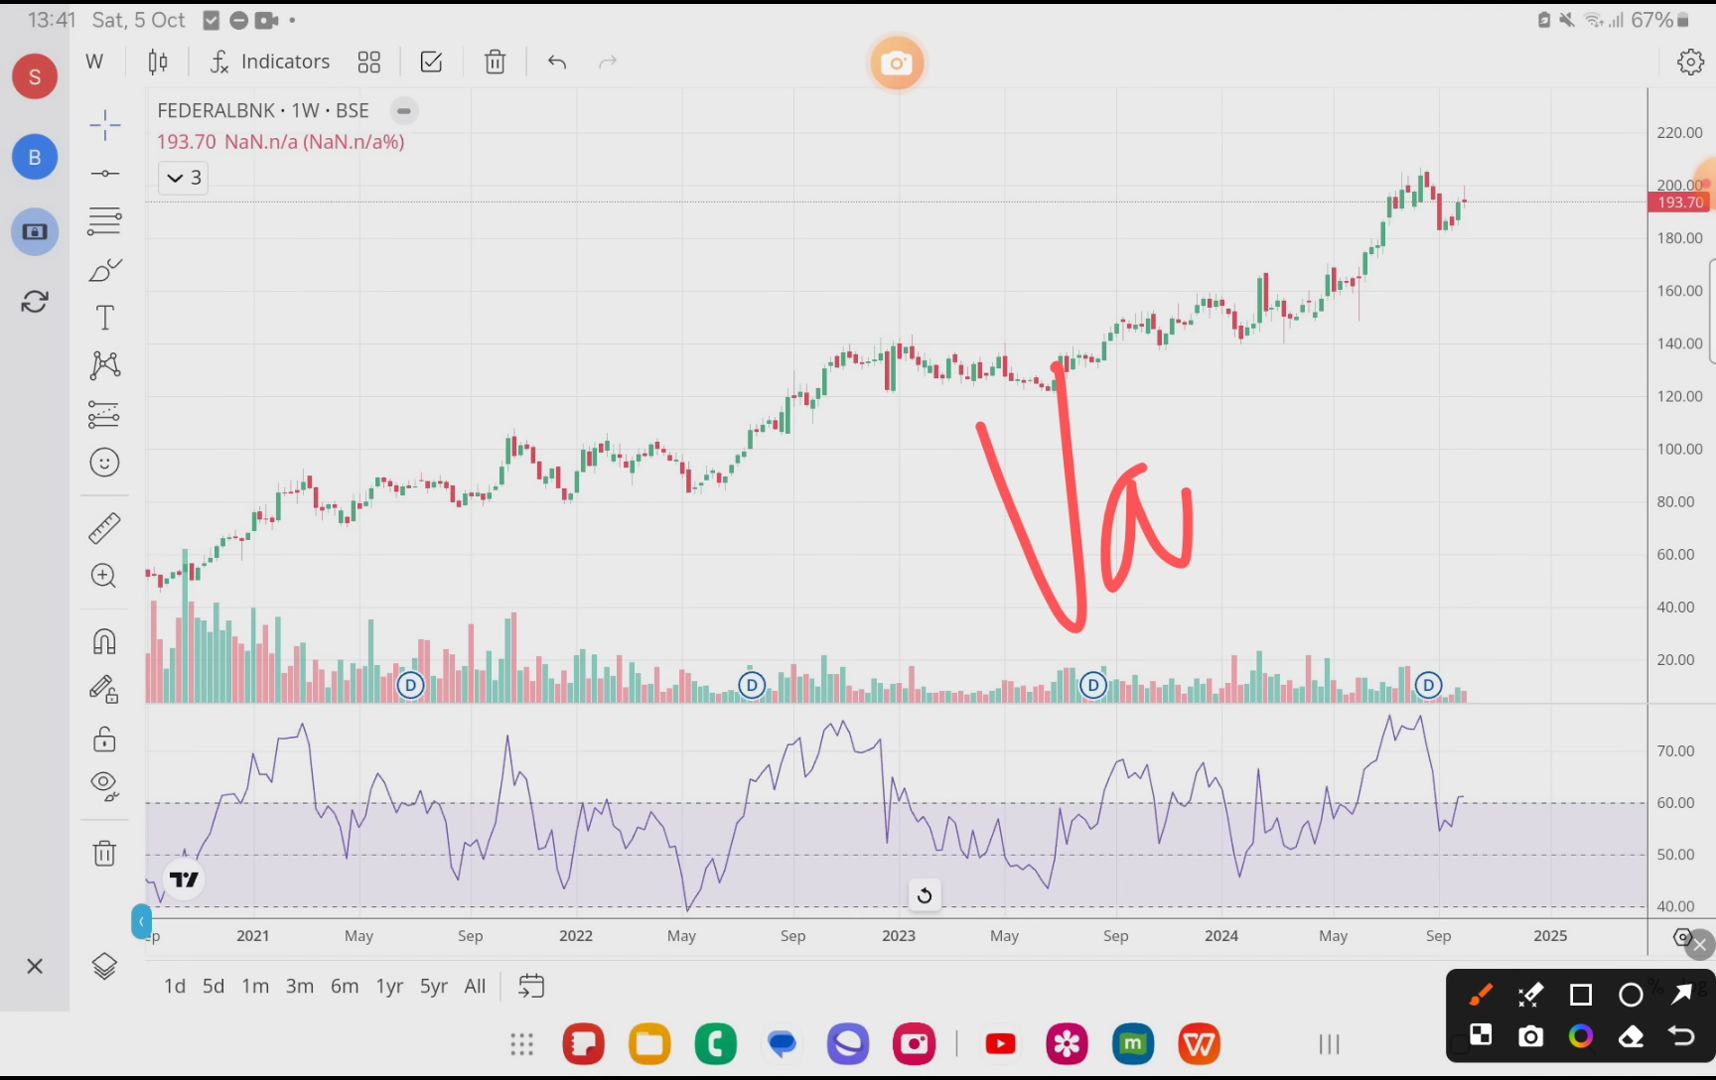 13:41 Sat, 5 Oct 67%
S
W Indicators
FEDERALBNK · 1W · BSE
193.70 NaN.n/a (NaN.n/a%)
3
B
T
220.00
200.00
193.70
180.00
160.00
140.00
120.00
100.00
80.00
60.00
40.00
20.00
Va
D D D D
70.00
60.00
50.00
40.00
ep 2021 May Sep 2022 May Sep 2023 May Sep 2024 May Sep 2025
1d 5d 1m 3m 6m 1yr 5yr All %
m